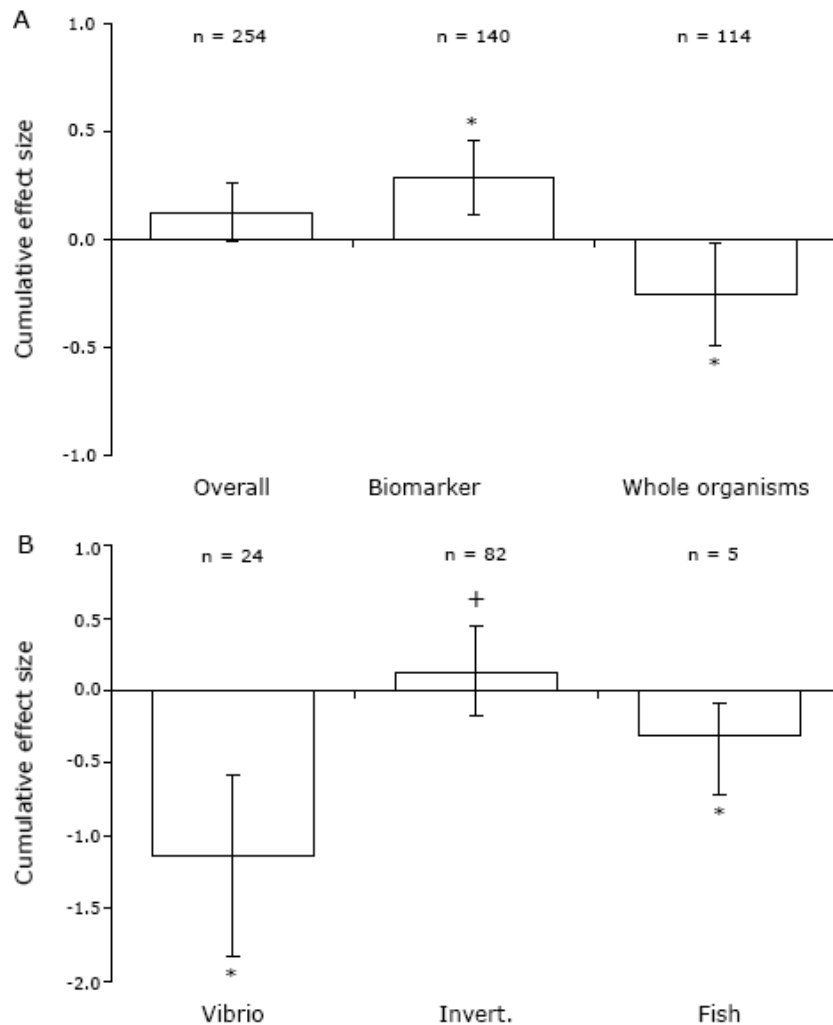 A
n = 254 n = 140 n = 114
1.0
0.5
0.0
-0.5
-1.0
Cumulative effect size
*
*
Overall Biomarker Whole organisms
B
n = 24 n = 82 n = 5
1.0
0.5
0.0
-0.5
-1.0
-1.5
-2.0
Cumulative effect size
+
*
*
Vibrio Invert. Fish